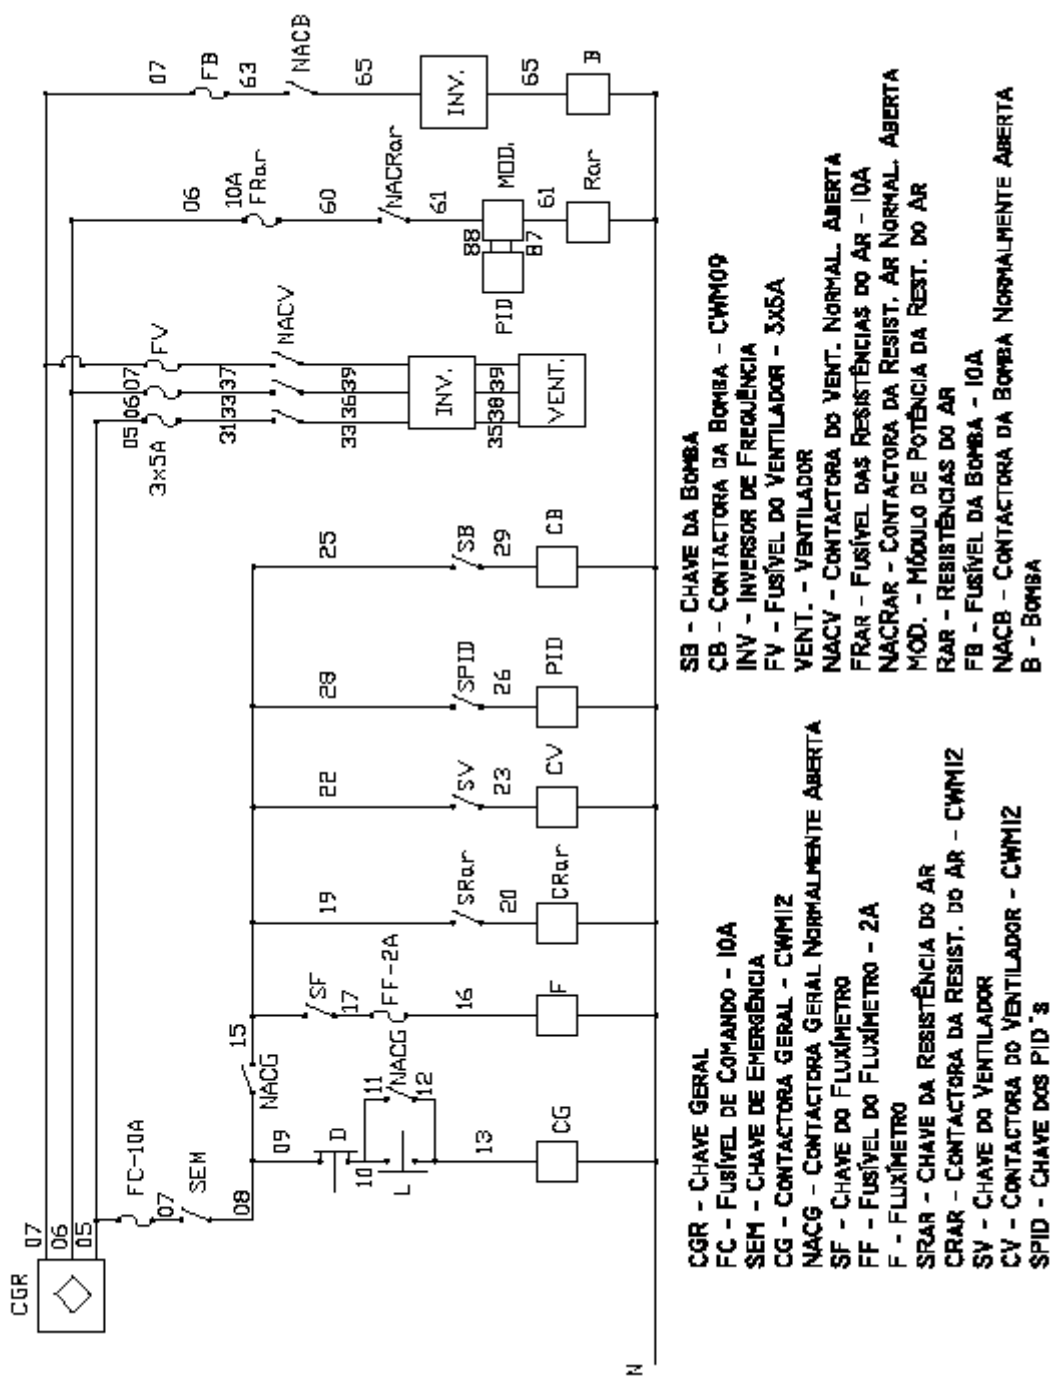 CGR
07
06
05
FC-10A
07
SEM
08
09
D
10
L
11
NACG
12
13
CG
NACG
15
SF
17
FF-2A
16
F
19
SRar
20
CRar
22
SV
23
CV
28
SPID
26
PID
25
SB
29
CB
05
06
07
FV
3x5A
31
33
37
NACV
33
36
39
INV.
35
38
39
VENT.
06
10A
FRar
60
NACRar
61
MOD.
88
87
PID
61
Rar
07
FB
63
NACB
65
INV.
65
B
N
CGR - CHAVE GERAL
FC - FUSÍVEL DE COMANDO - 10A
SEM - CHAVE DE EMERGÊNCIA
CG - CONTACTORA GERAL - CWM12
NACG - CONTACTORA GERAL NORMALMENTE ABERTA
SF - CHAVE DO FLUXÍMETRO
FF - FUSÍVEL DO FLUXÍMETRO - 2A
F - FLUXÍMETRO
SRAR - CHAVE DA RESISTÊNCIA DO AR
CRAR - CONTACTORA DA RESIST. DO AR - CWM12
SV - CHAVE DO VENTILADOR
CV - CONTACTORA DO VENTILADOR - CWM12
SPID - CHAVE DOS PID´s
SB - CHAVE DA BOMBA
CB - CONTACTORA DA BOMBA - CWM09
INV - INVERSOR DE FREQUÊNCIA
FV - FUSÍVEL DO VENTILADOR - 3x5A
VENT. - VENTILADOR
NACV - CONTACTORA DO VENT. NORMAL. ABERTA
FRAR - FUSÍVEL DAS RESISTÊNCIAS DO AR - 10A
NACRAR - CONTACTORA DA RESIST. AR NORMAL. ABERTA
MOD. - MÓDULO DE POTÊNCIA DA REST. DO AR
RAR - RESISTÊNCIAS DO AR
FB - FUSÍVEL DA BOMBA - 10A
NACB - CONTACTORA DA BOMBA NORMALMENTE ABERTA
B - BOMBA